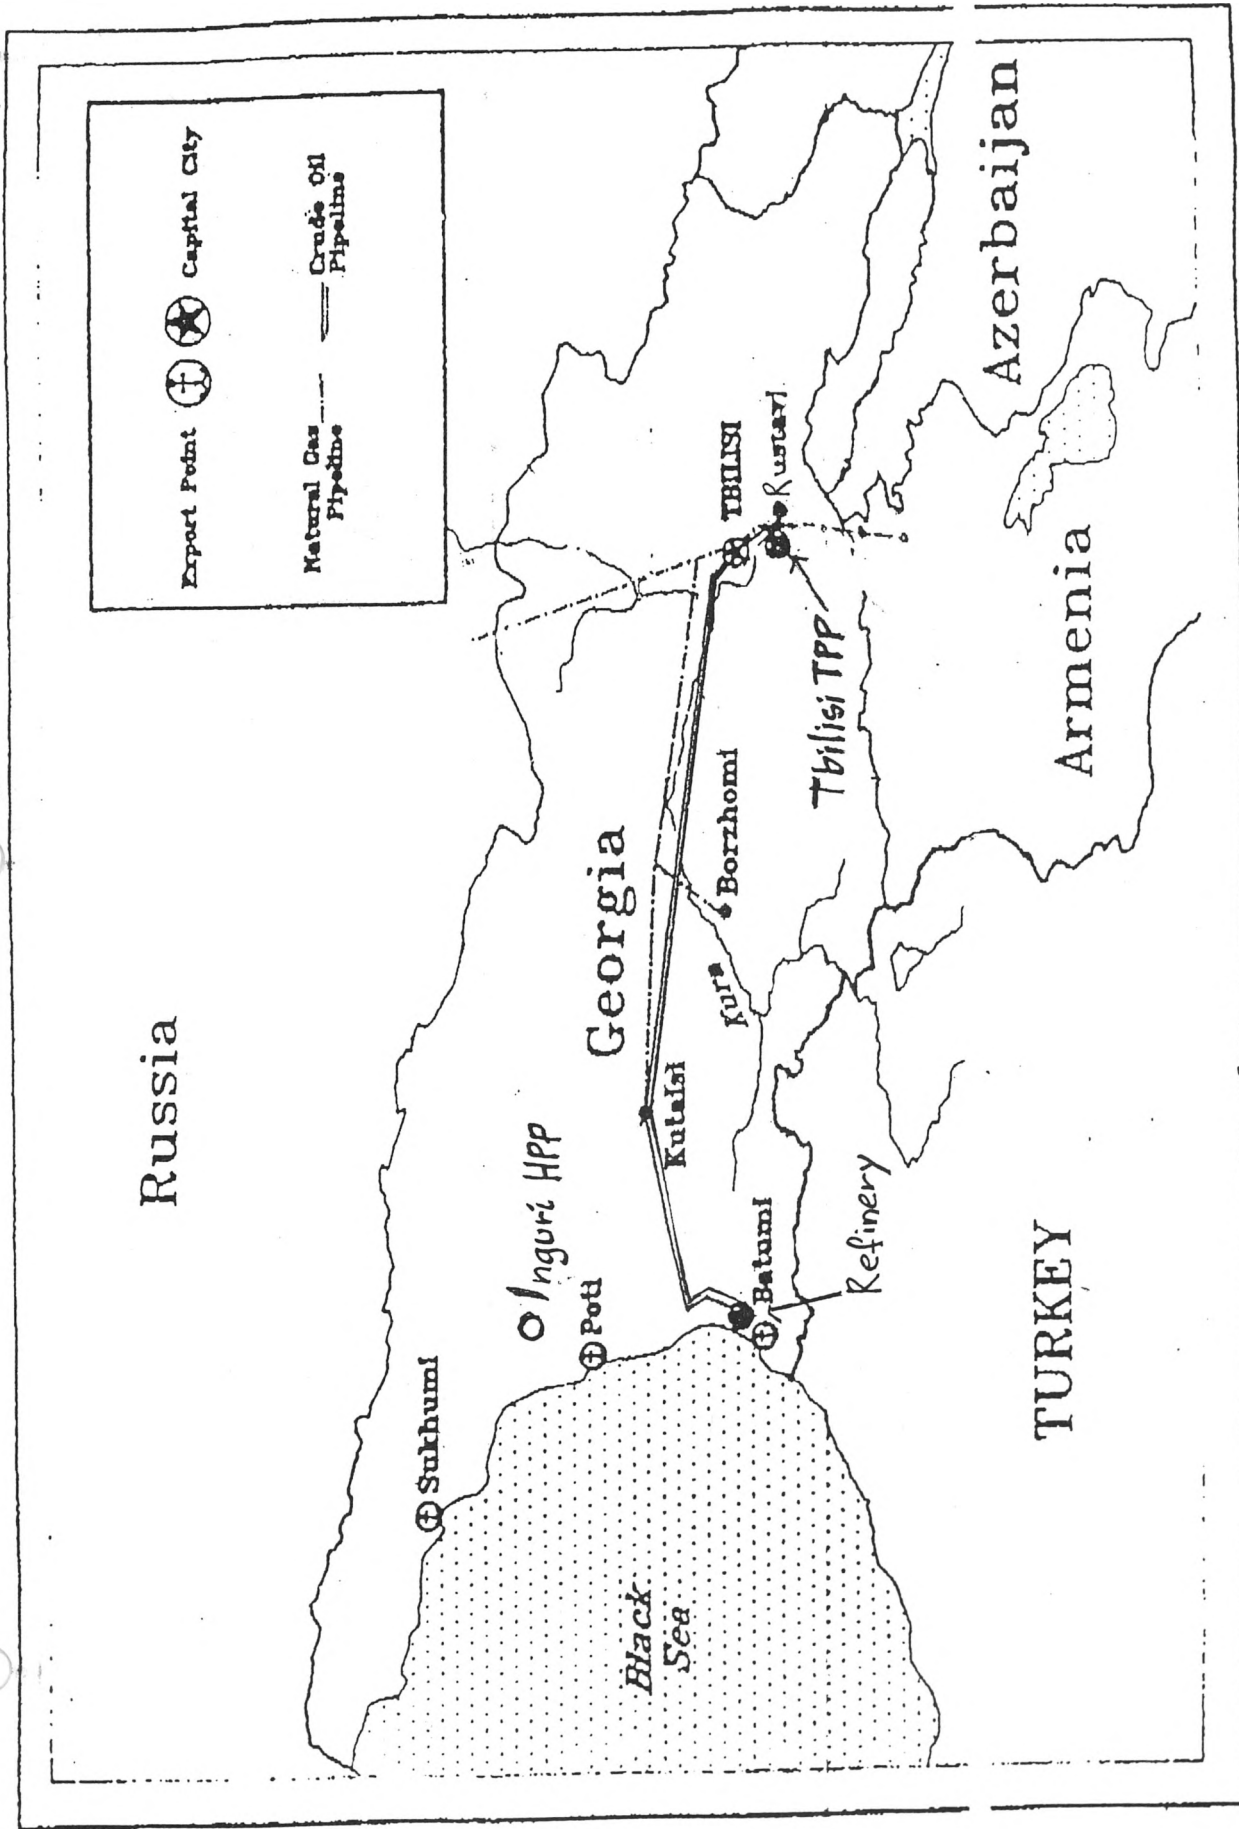 Export Point
Capital City
Natural Gas
Pipeline
Crude Oil
Pipeline
Russia
Sukhumi
Inguri HPP
Poti
Georgia
Kutaisi
Black
Sea
Batumi
Kura
Borzhomi
TBILISI
Rustavi
Tbilisi TPP
Refinery
TURKEY
Armenia
Azerbaijan